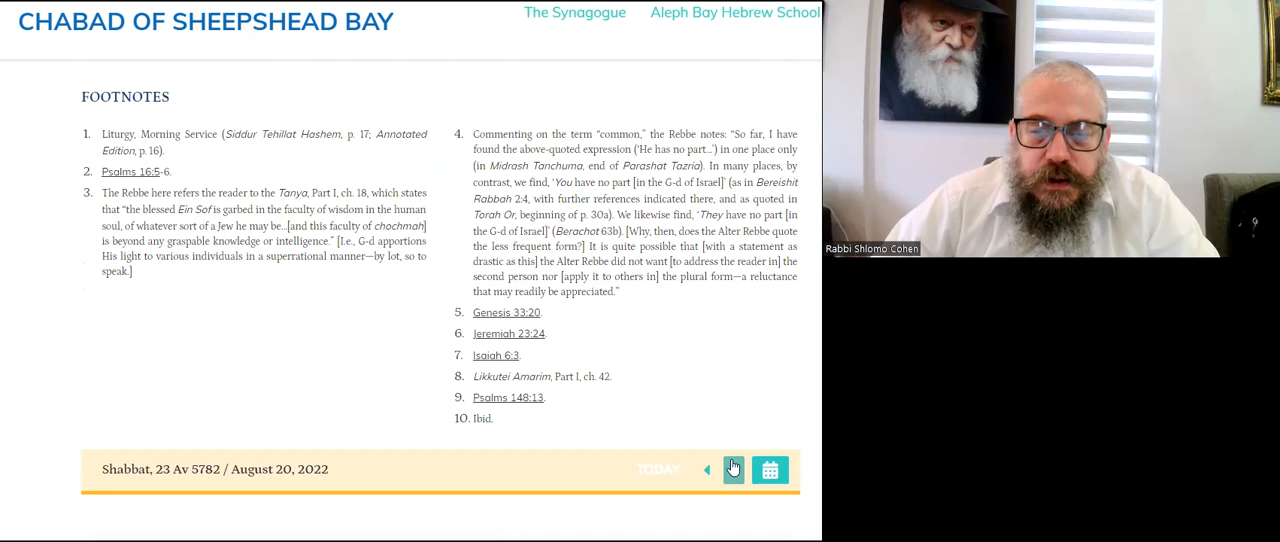 CHABAD OF SHEEPSHEAD BAY
The Synagogue Aleph Bay Hebrew School
FOOTNOTES
1. Liturgy, Morning Service (Siddur Tehillat Hashem, p. 17; Annotated
Edition, p. 16).
2. Psalms 16:5-6.
3. The Rebbe here refers the reader to the Tanya, Part I, ch. 18, which states
that “the blessed Ein Sof is garbed in the faculty of wisdom in the human
soul, of whatever sort of a Jew he may be...[and this faculty of chochmah]
is beyond any graspable knowledge or intelligence.” [I.e., G-d apportions
His light to various individuals in a superrational manner—by lot, so to
speak.]
4. Commenting on the term “common,” the Rebbe notes: “So far, I have
found the above-quoted expression (‘He has no part...’) in one place only
(in Midrash Tanchuma, end of Parashat Tazria). In many places, by
contrast, we find, ‘You have no part [in the G-d of Israel]’ (as in Bereishit
Rabbah 2:4, with further references indicated there, and as quoted in
Torah Or, beginning of p. 30a). We likewise find, ‘They have no part [in
the G-d of Israel]’ (Berachot 63b). [Why, then, does the Alter Rebbe quote
the less frequent form?] It is quite possible that [with a statement as
drastic as this] the Alter Rebbe did not want [to address the reader in] the
second person nor [apply it to others in] the plural form—a reluctance
that may readily be appreciated.”
5. Genesis 33:20.
6. Jeremiah 23:24.
7. Isaiah 6:3.
8. Likkutei Amarim, Part I, ch. 42.
9. Psalms 148:13.
10. Ibid.
Shabbat, 23 Av 5782 / August 20, 2022 TODAY
Rabbi Shlomo Cohen